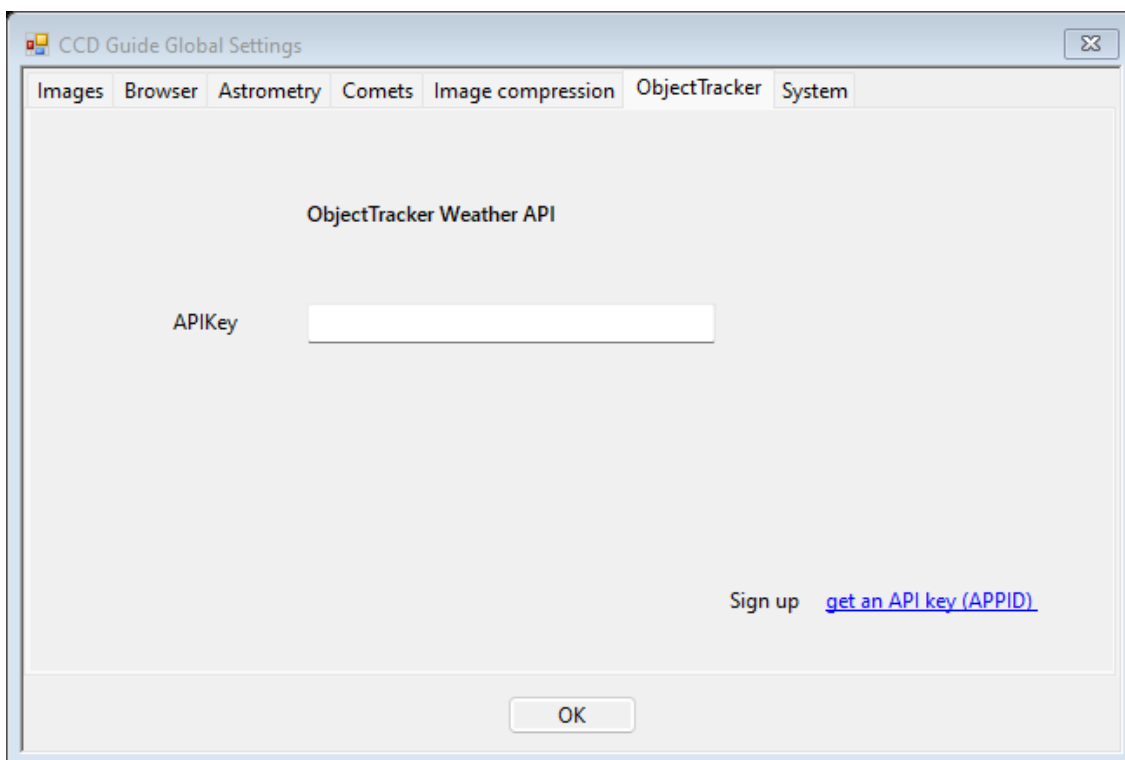 CCD Guide Global Settings
Images Browser Astrometry Comets Image compression ObjectTracker System
ObjectTracker Weather API
APIKey
Sign up get an API key (APPID)
OK